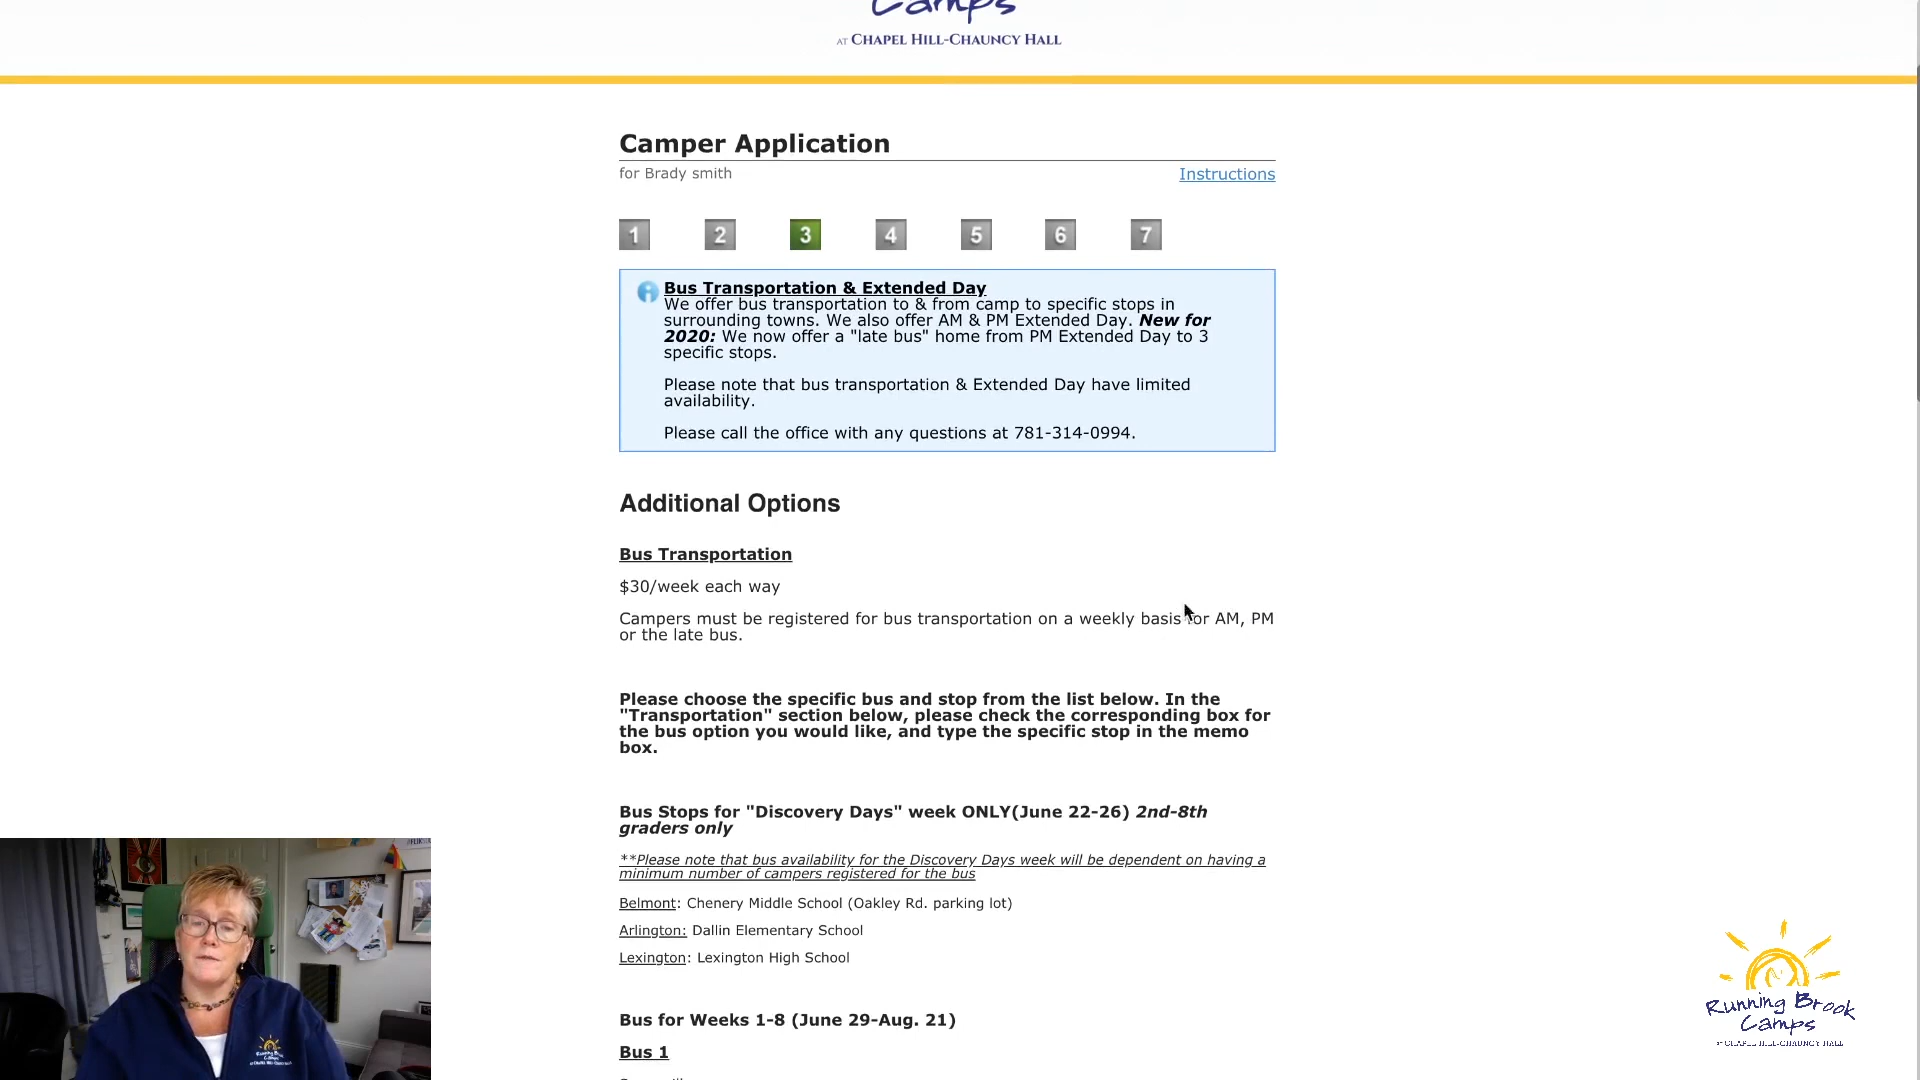 Camps
AT CHAPEL HILL-CHAUNCY HALL
Camper Application
for Brady smith
Instructions
1 2 3 4 5 6 7
Bus Transportation & Extended Day
We offer bus transportation to & from camp to specific stops in
surrounding towns. We also offer AM & PM Extended Day. New for
2020: We now offer a "late bus" home from PM Extended Day to 3
specific stops.
Please note that bus transportation & Extended Day have limited
availability.
Please call the office with any questions at 781-314-0994.
Additional Options
Bus Transportation
$30/week each way
Campers must be registered for bus transportation on a weekly basis for AM, PM
or the late bus.
Please choose the specific bus and stop from the list below. In the
"Transportation" section below, please check the corresponding box for
the bus option you would like, and type the specific stop in the memo
box.
Bus Stops for "Discovery Days" week ONLY(June 22-26) 2nd-8th
graders only
**Please note that bus availability for the Discovery Days week will be dependent on having a
minimum number of campers registered for the bus
Belmont: Chenery Middle School (Oakley Rd. parking lot)
Arlington: Dallin Elementary School
Lexington: Lexington High School
Bus for Weeks 1-8 (June 29-Aug. 21)
Bus 1
Running Brook
Camps
AT CHAPEL HILL-CHAUNCY HALL